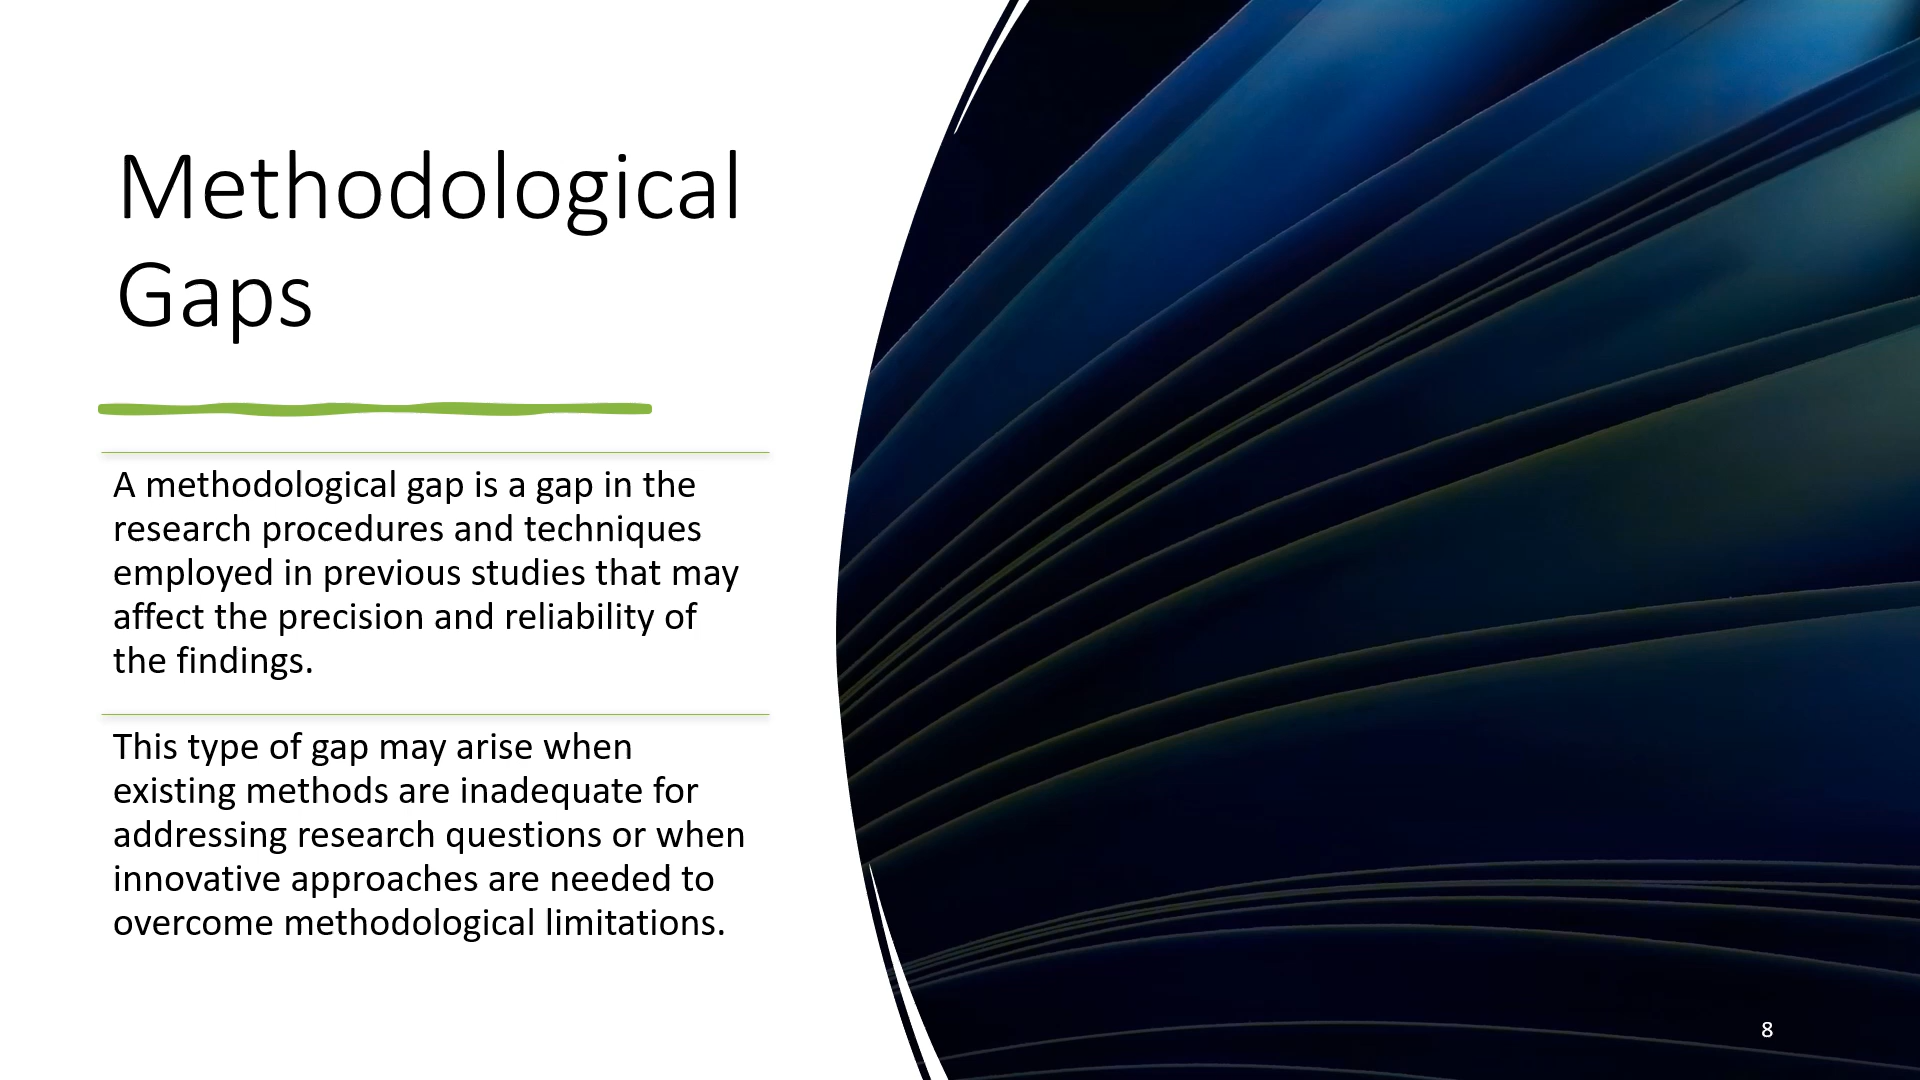 Methodological
Gaps
A methodological gap is a gap in the
research procedures and techniques
employed in previous studies that may
affect the precision and reliability of
the findings.
This type of gap may arise when
existing methods are inadequate for
addressing research questions or when
innovative approaches are needed to
overcome methodological limitations.
8